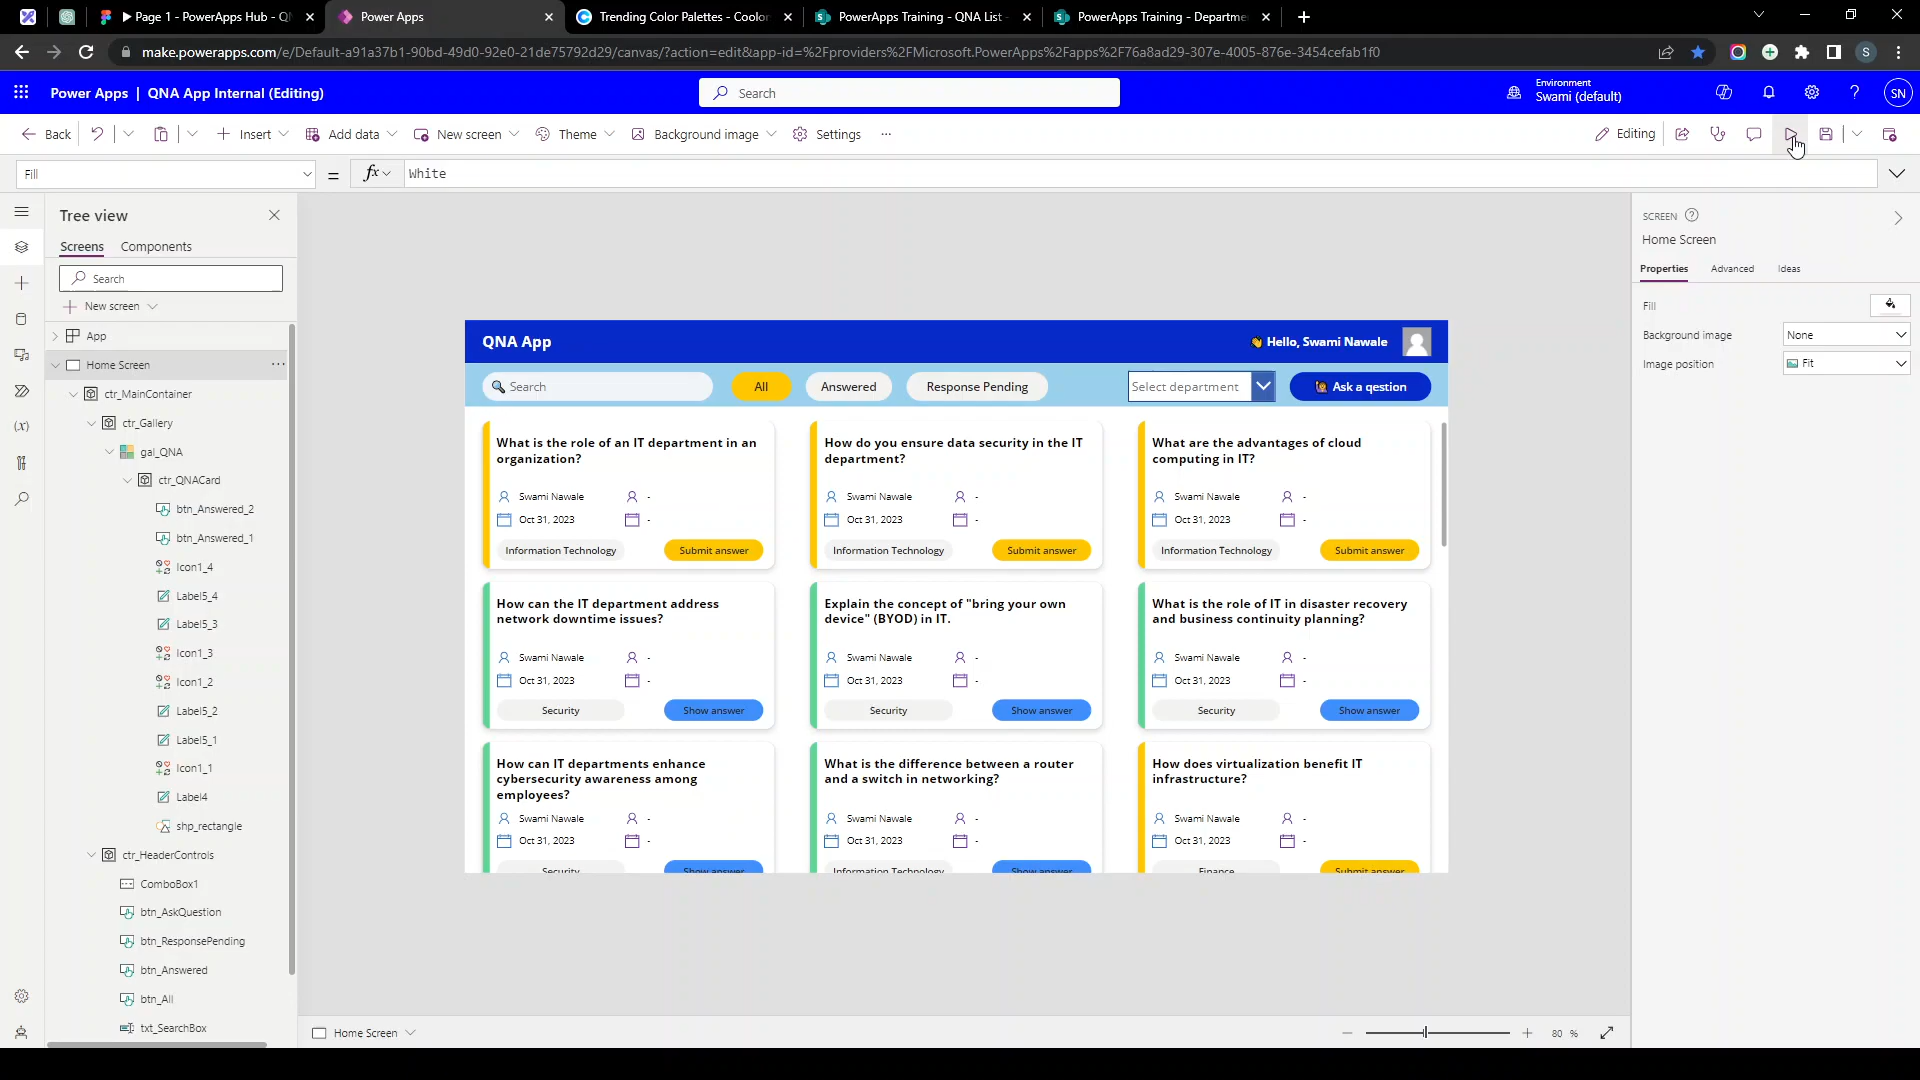 Page 1 - PowerApps Hub - QN
Power Apps
Trending Color Palettes - Coolor
PowerApps Training - QNA List -
PowerApps Training - Departme
make.powerapps.com/e/Default-a91a37b1-90bd-49d0-92e0-21de75792d29/canvas/?action=edit&app-id=%2Fproviders%2FMicrosoft.PowerApps%2Fapps%2F76a8ad29-307e-4005-876e-3454cefab1f0
S
Power Apps | QNA App Internal (Editing)
Search
Environment
Swami (default)
SN
Back
Insert
Add data
New screen
Theme
Background image
Settings
Editing
Fill
= fx
White
Tree view
Screens
Components
Search
New screen
App
Home Screen
ctr_MainContainer
ctr_Gallery
gal_QNA
ctr_QNACard
btn_Answered_2
btn_Answered_1
Icon1_4
Label5_4
Label5_3
Icon1_3
Icon1_2
Label5_2
Label5_1
Icon1_1
Label4
shp_rectangle
ctr_HeaderControls
ComboBox1
btn_AskQuestion
btn_ResponsePending
btn_Answered
btn_All
txt_SearchBox
QNA App
Hello, Swami Nawale
Search
All
Answered
Response Pending
Select department
Ask a qestion
What is the role of an IT department in an
organization?
Swami Nawale -
Oct 31, 2023 -
Information Technology
Submit answer
How do you ensure data security in the IT
department?
Swami Nawale -
Oct 31, 2023 -
Information Technology
Submit answer
What are the advantages of cloud
computing in IT?
Swami Nawale -
Oct 31, 2023 -
Information Technology
Submit answer
How can the IT department address
network downtime issues?
Swami Nawale -
Oct 31, 2023 -
Security
Show answer
Explain the concept of "bring your own
device" (BYOD) in IT.
Swami Nawale -
Oct 31, 2023 -
Security
Show answer
What is the role of IT in disaster recovery
and business continuity planning?
Swami Nawale -
Oct 31, 2023 -
Security
Show answer
How can IT departments enhance
cybersecurity awareness among
employees?
Swami Nawale -
Oct 31, 2023 -
Security
Show answer
What is the difference between a router
and a switch in networking?
Swami Nawale -
Oct 31, 2023 -
Information Technology
Show answer
How does virtualization benefit IT
infrastructure?
Swami Nawale -
Oct 31, 2023 -
Finance
Submit answer
Home Screen
80 %
SCREEN
Home Screen
Properties
Advanced
Ideas
Fill
Background image
None
Image position
Fit